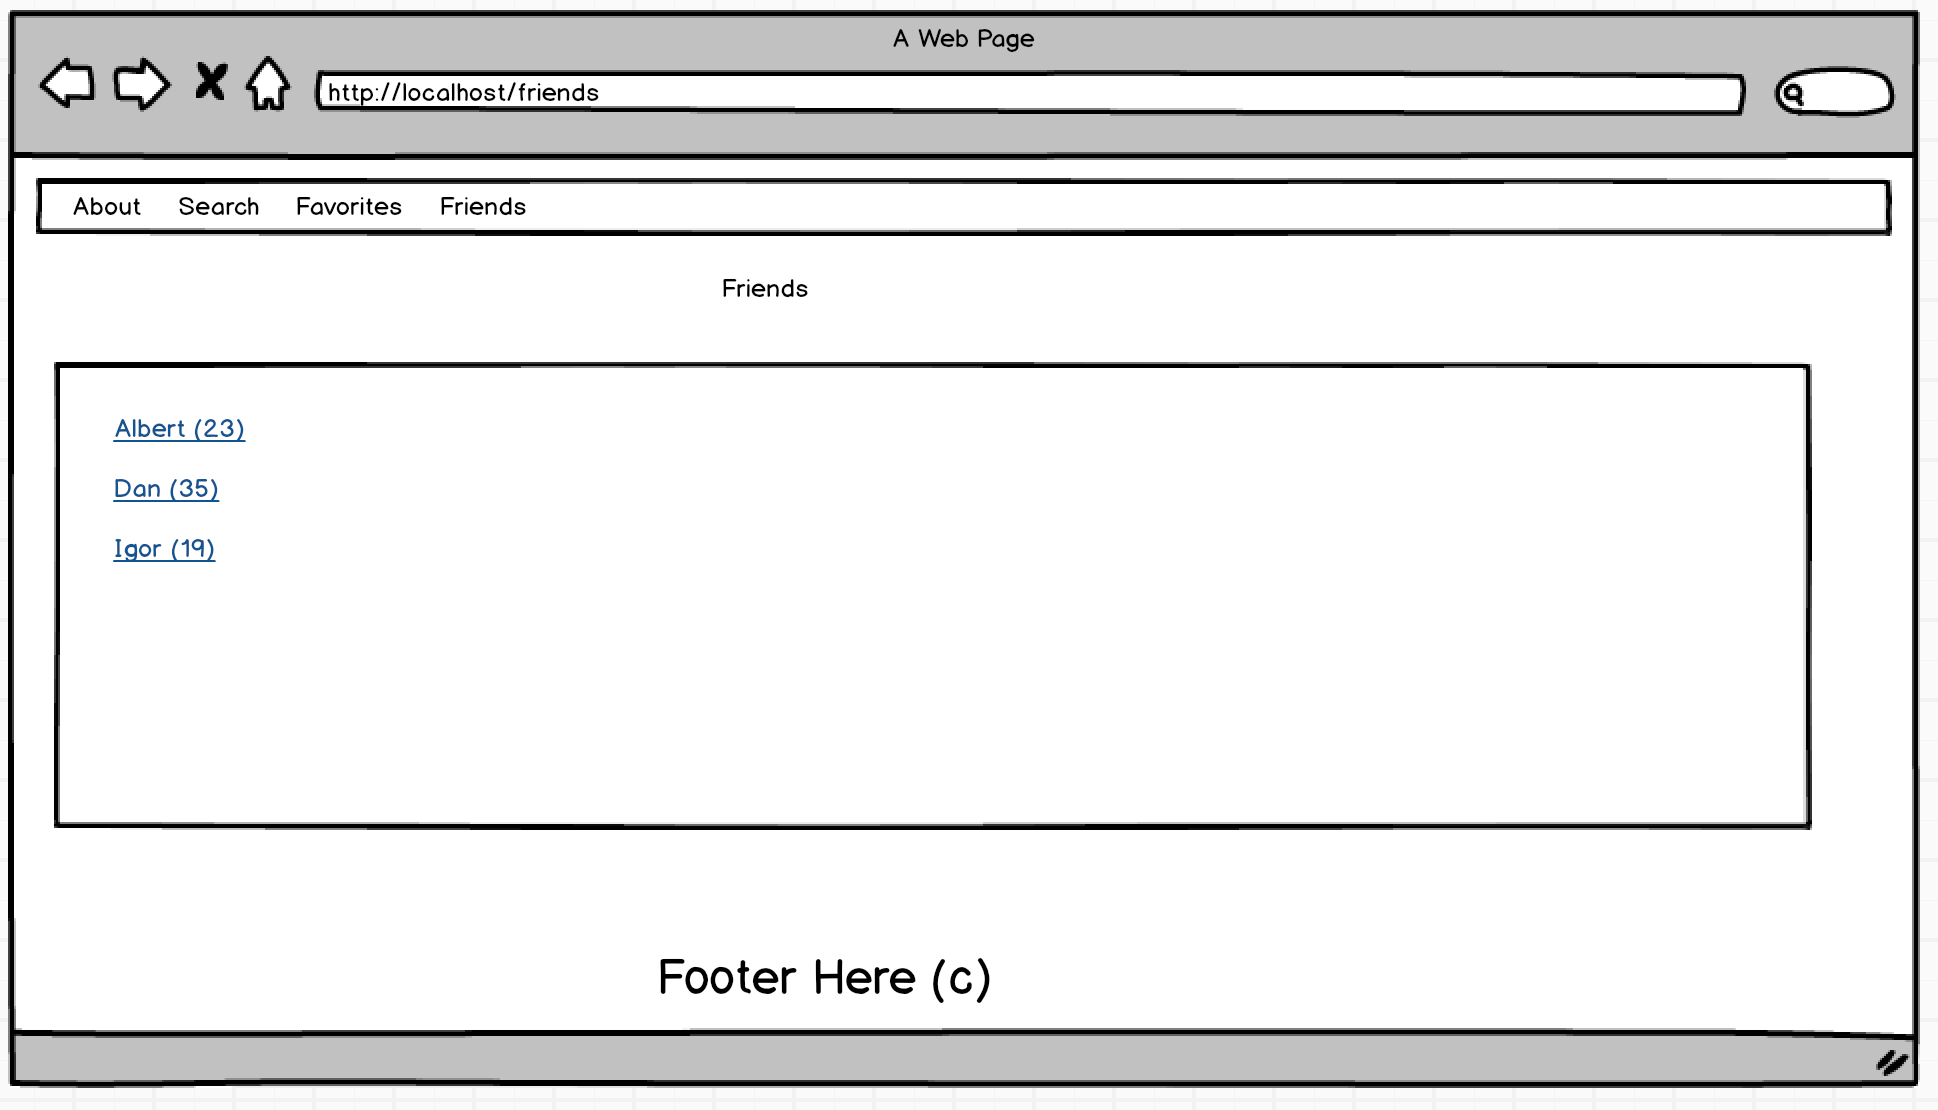 A Web Page
http://localhost/friends
About Search Favorites Friends
Friends
Albert (23)
Dan (35)
Igor (19)
Footer Here (c)